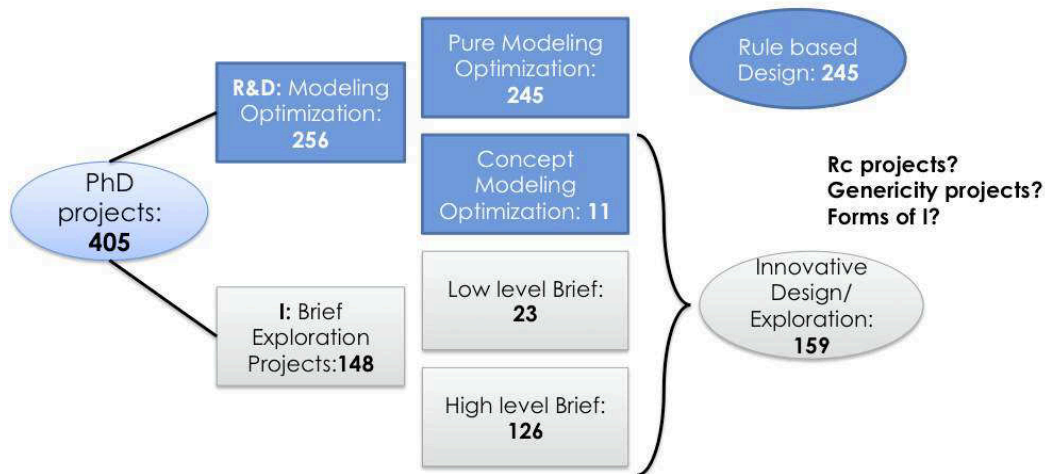 PhD
projects:
405
R&D: Modeling
Optimization:
256
I: Brief
Exploration
Projects:148
Pure Modeling
Optimization:
245
Concept
Modeling
Optimization: 11
Low level Brief:
23
High level Brief:
126
Rule based
Design: 245
Rc projects?
Genericity projects?
Forms of I?
Innovative
Design/
Exploration:
159